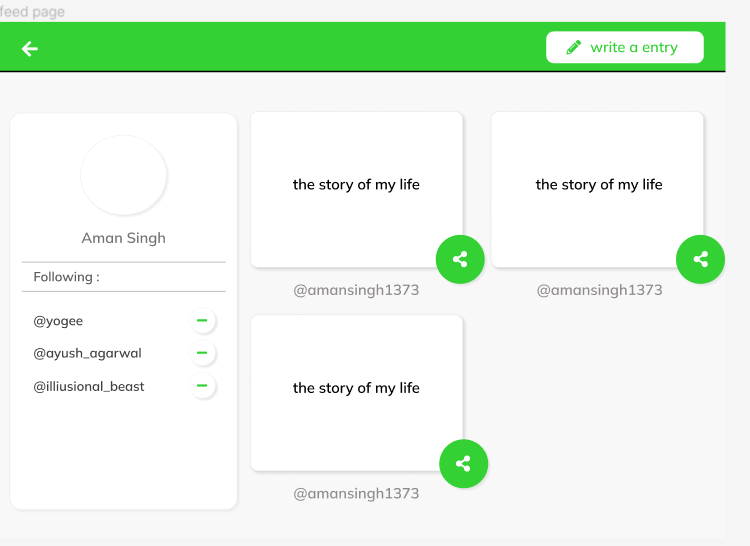 feed page
write a entry
Aman Singh
Following :
@yogee
@ayush_agarwal
@illiusional_beast
the story of my life
@amansingh1373
the story of my life
@amansingh1373
the story of my life
@amansingh1373